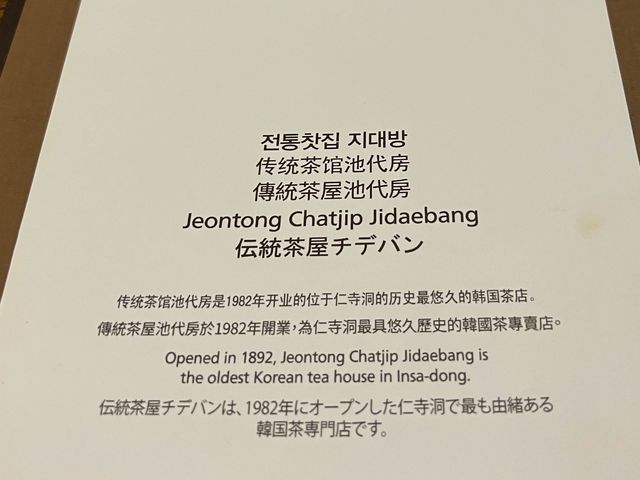 전통찻집 지대방
传统茶馆池代房
傳統茶屋池代房
Jeontong Chatjip Jidaebang
伝統茶屋チデバン
传统茶馆池代房是1982年开业的位于仁寺洞的历史最悠久的韩国茶店。
傳統茶屋池代房於1982年開業，為仁寺洞最具悠久歷史的韓國茶專賣店。
Opened in 1892, Jeontong Chatjip Jidaebang is
the oldest Korean tea house in Insa-dong.
伝統茶屋チデバンは、1982年にオープンした仁寺洞で最も由緒ある
韓国茶専門店です。